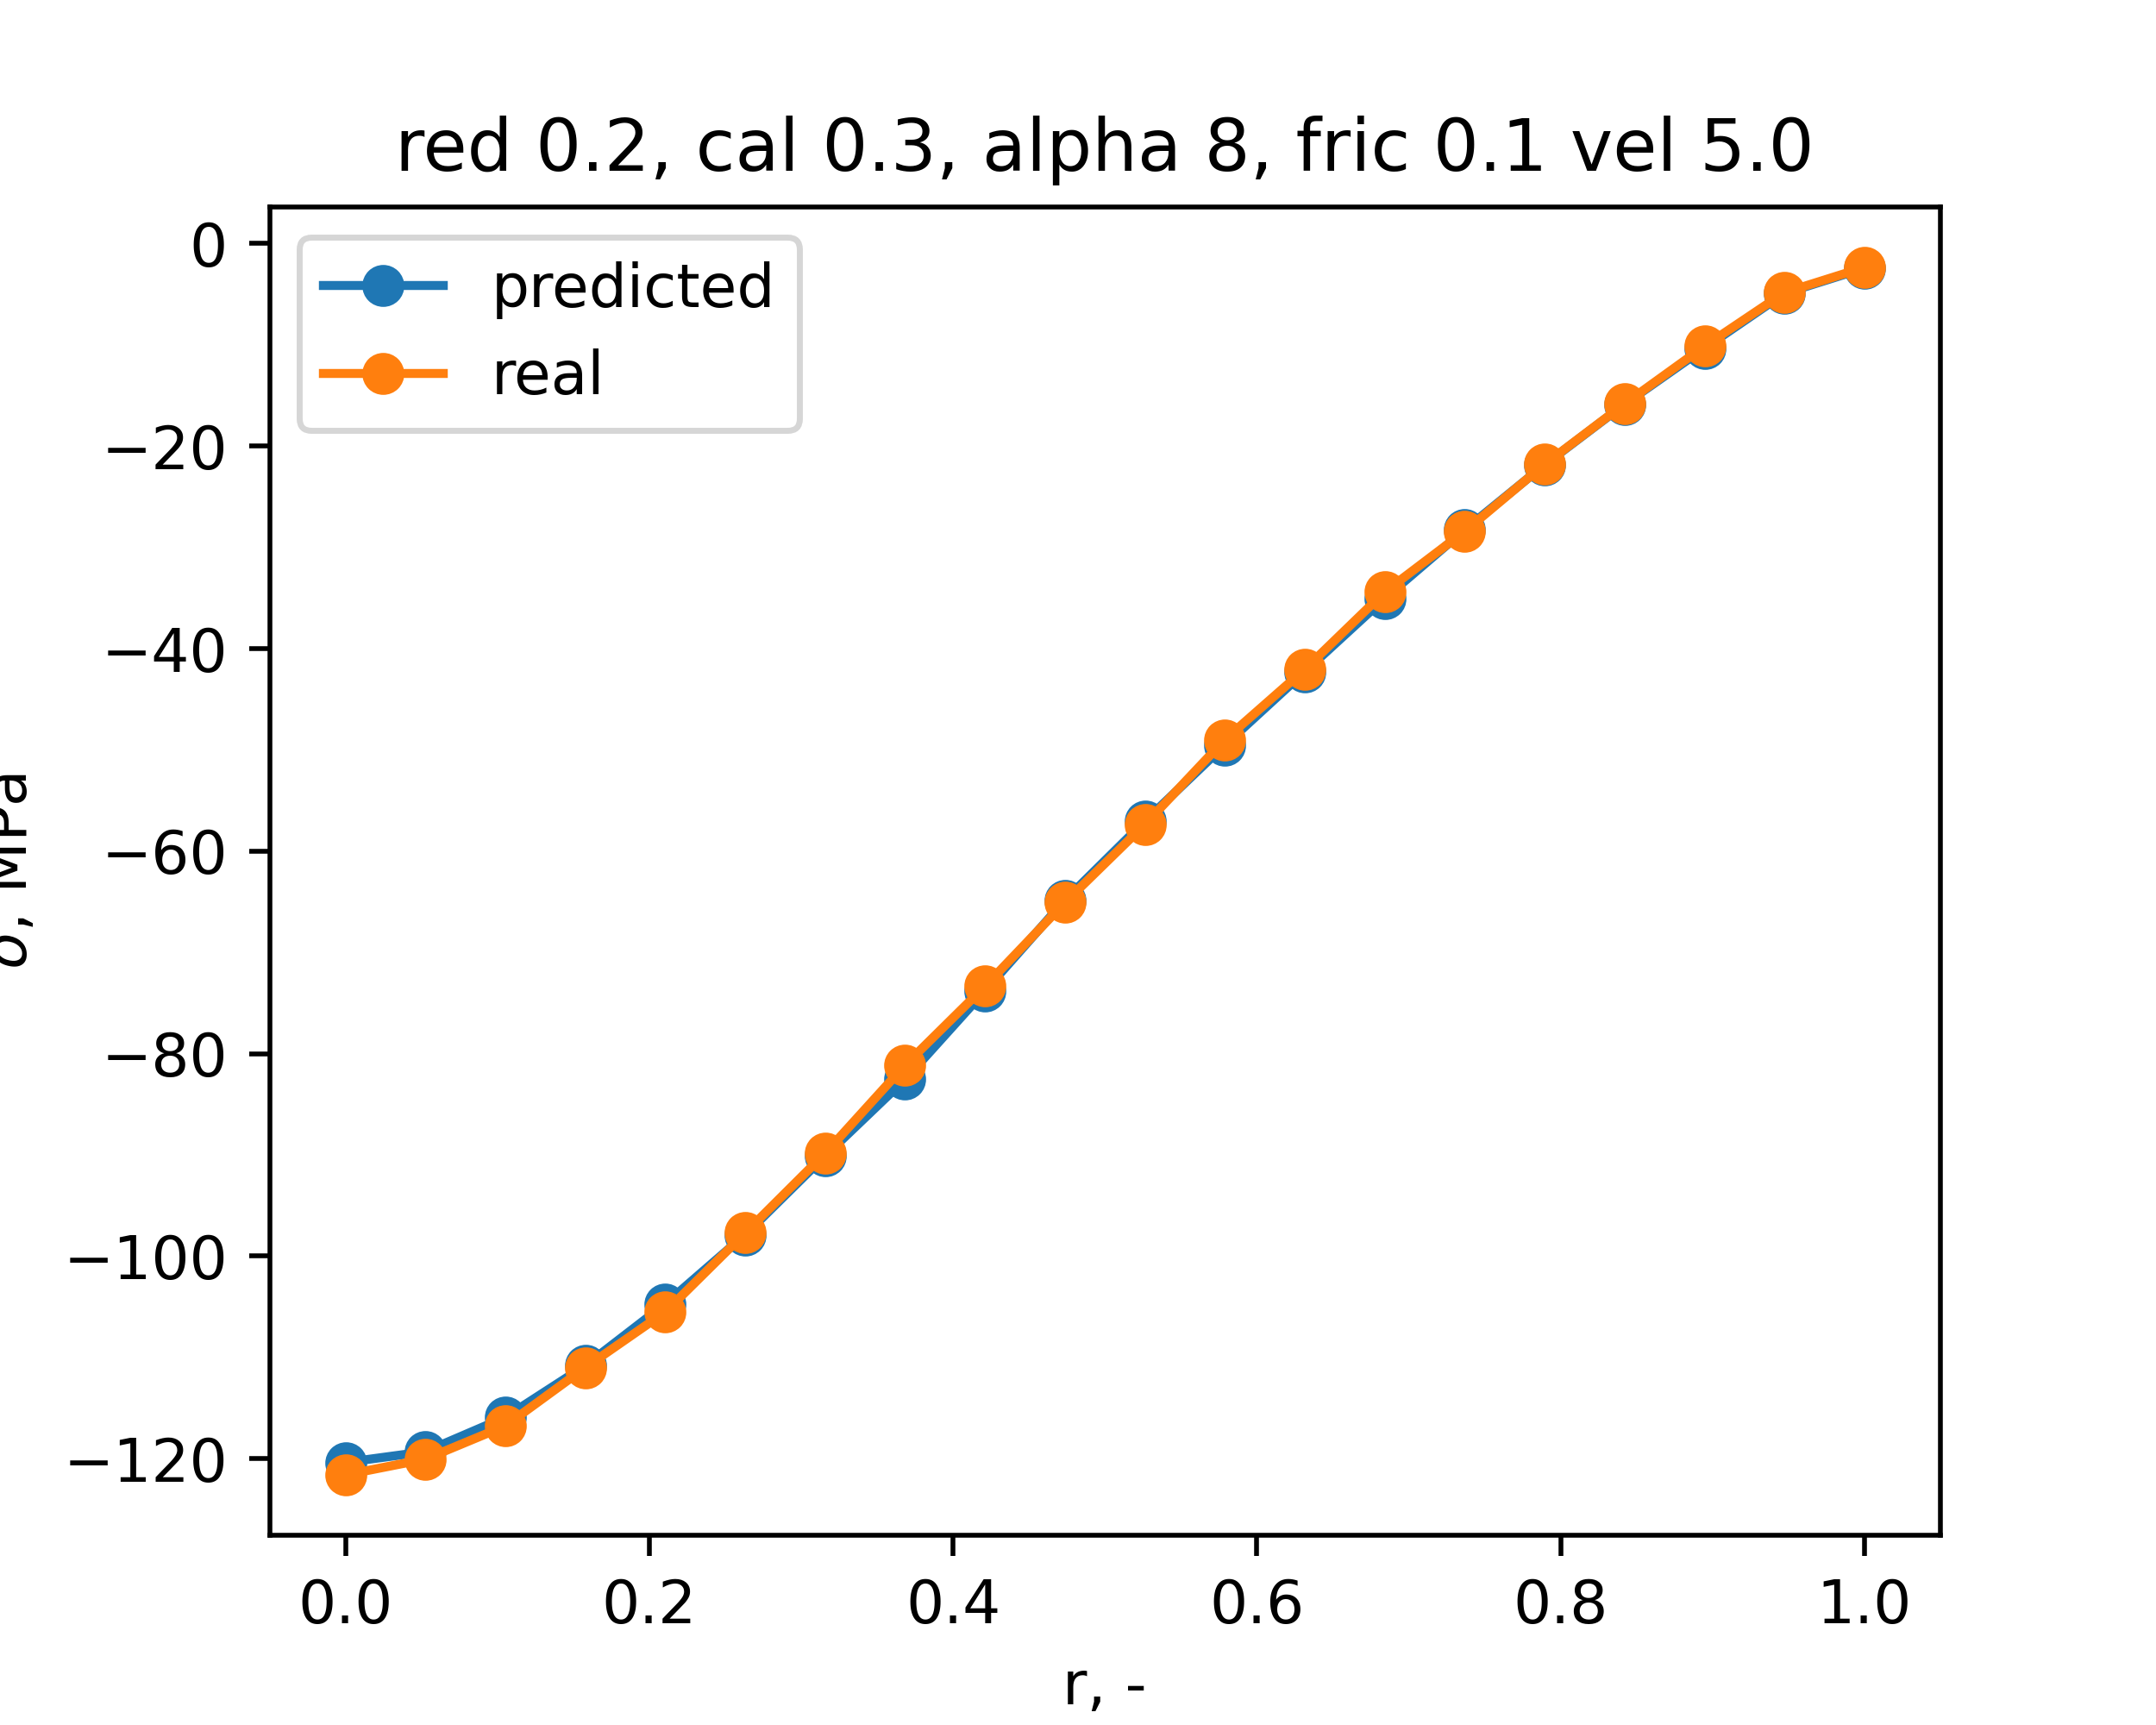 red 0.2, cal 0.3, alpha 8, fric 0.1 vel 5.0
predicted
real
0
−20
−40
−60
−80
−100
−120
σ, MPa
0.0 0.2 0.4 0.6 0.8 1.0
r, -